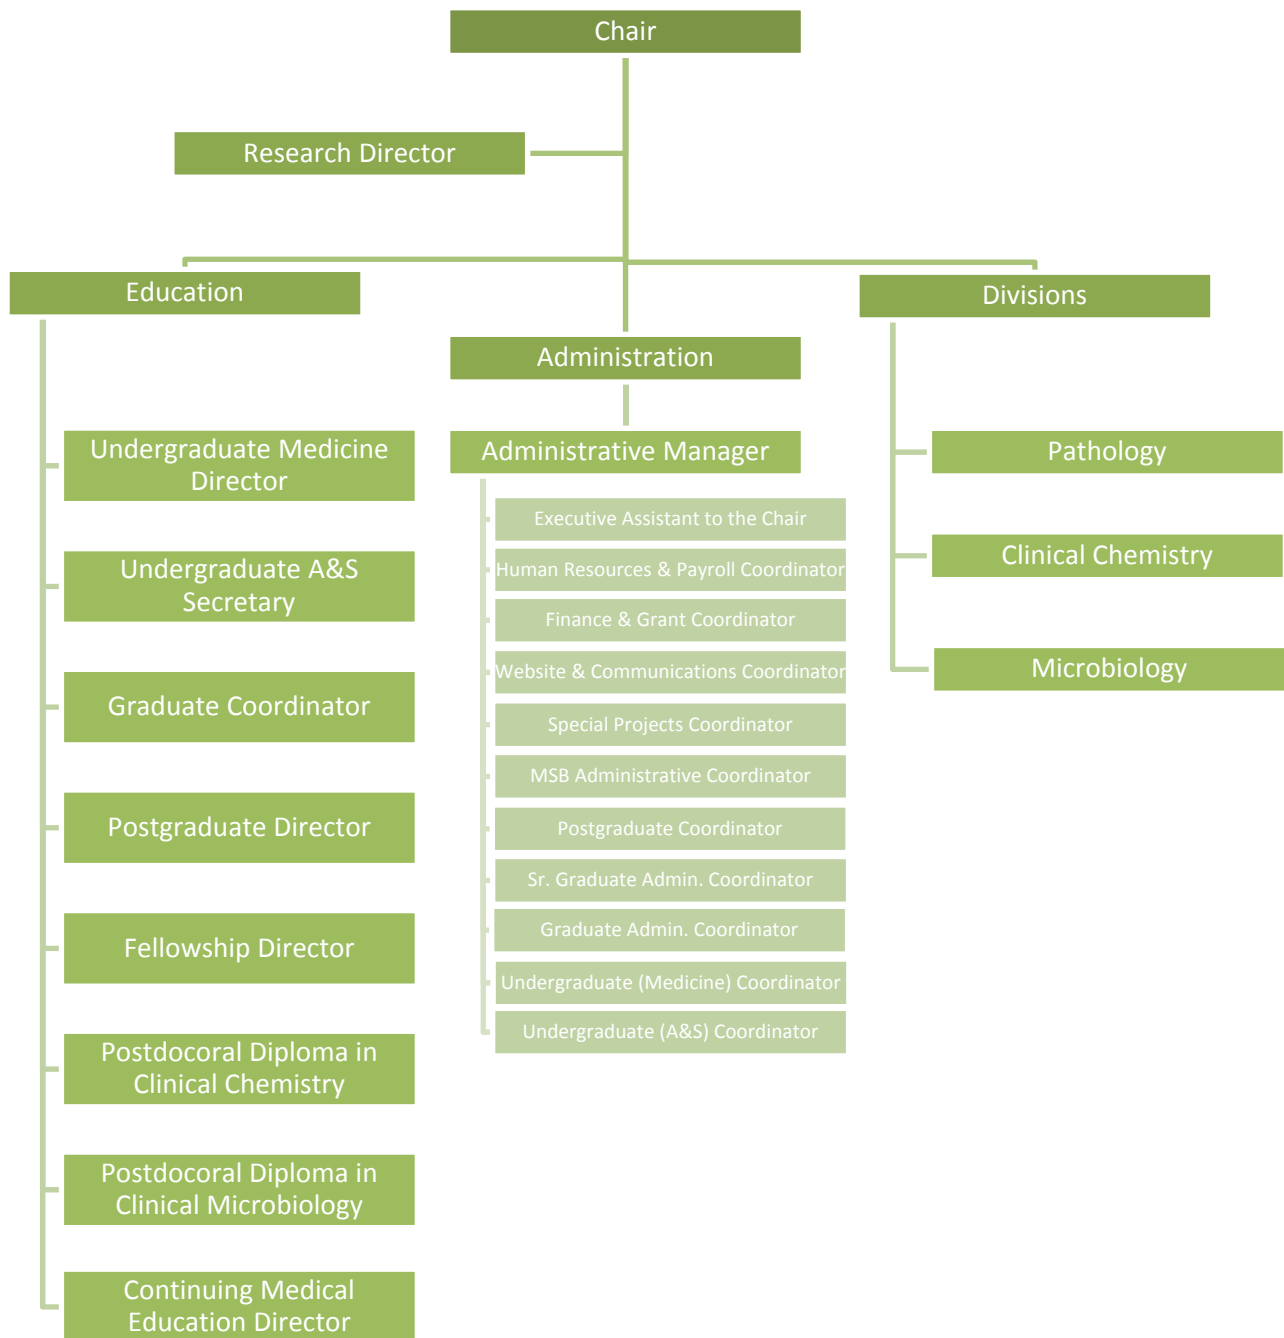 Chair
Research Director
Education
Undergraduate Medicine
Director
Undergraduate A&S
Secretary
Graduate Coordinator
Postgraduate Director
Fellowship Director
Postdocoral Diploma in
Clinical Chemistry
Postdocoral Diploma in
Clinical Microbiology
Continuing Medical
Education Director
Administration
Administrative Manager
Executive Assistant to the Chair
Human Resources & Payroll Coordinator
Finance & Grant Coordinator
Website & Communications Coordinator
Special Projects Coordinator
MSB Administrative Coordinator
Postgraduate Coordinator
Sr. Graduate Admin. Coordinator
Graduate Admin. Coordinator
Undergraduate (Medicine) Coordinator
Undergraduate (A&S) Coordinator
Divisions
Pathology
Clinical Chemistry
Microbiology